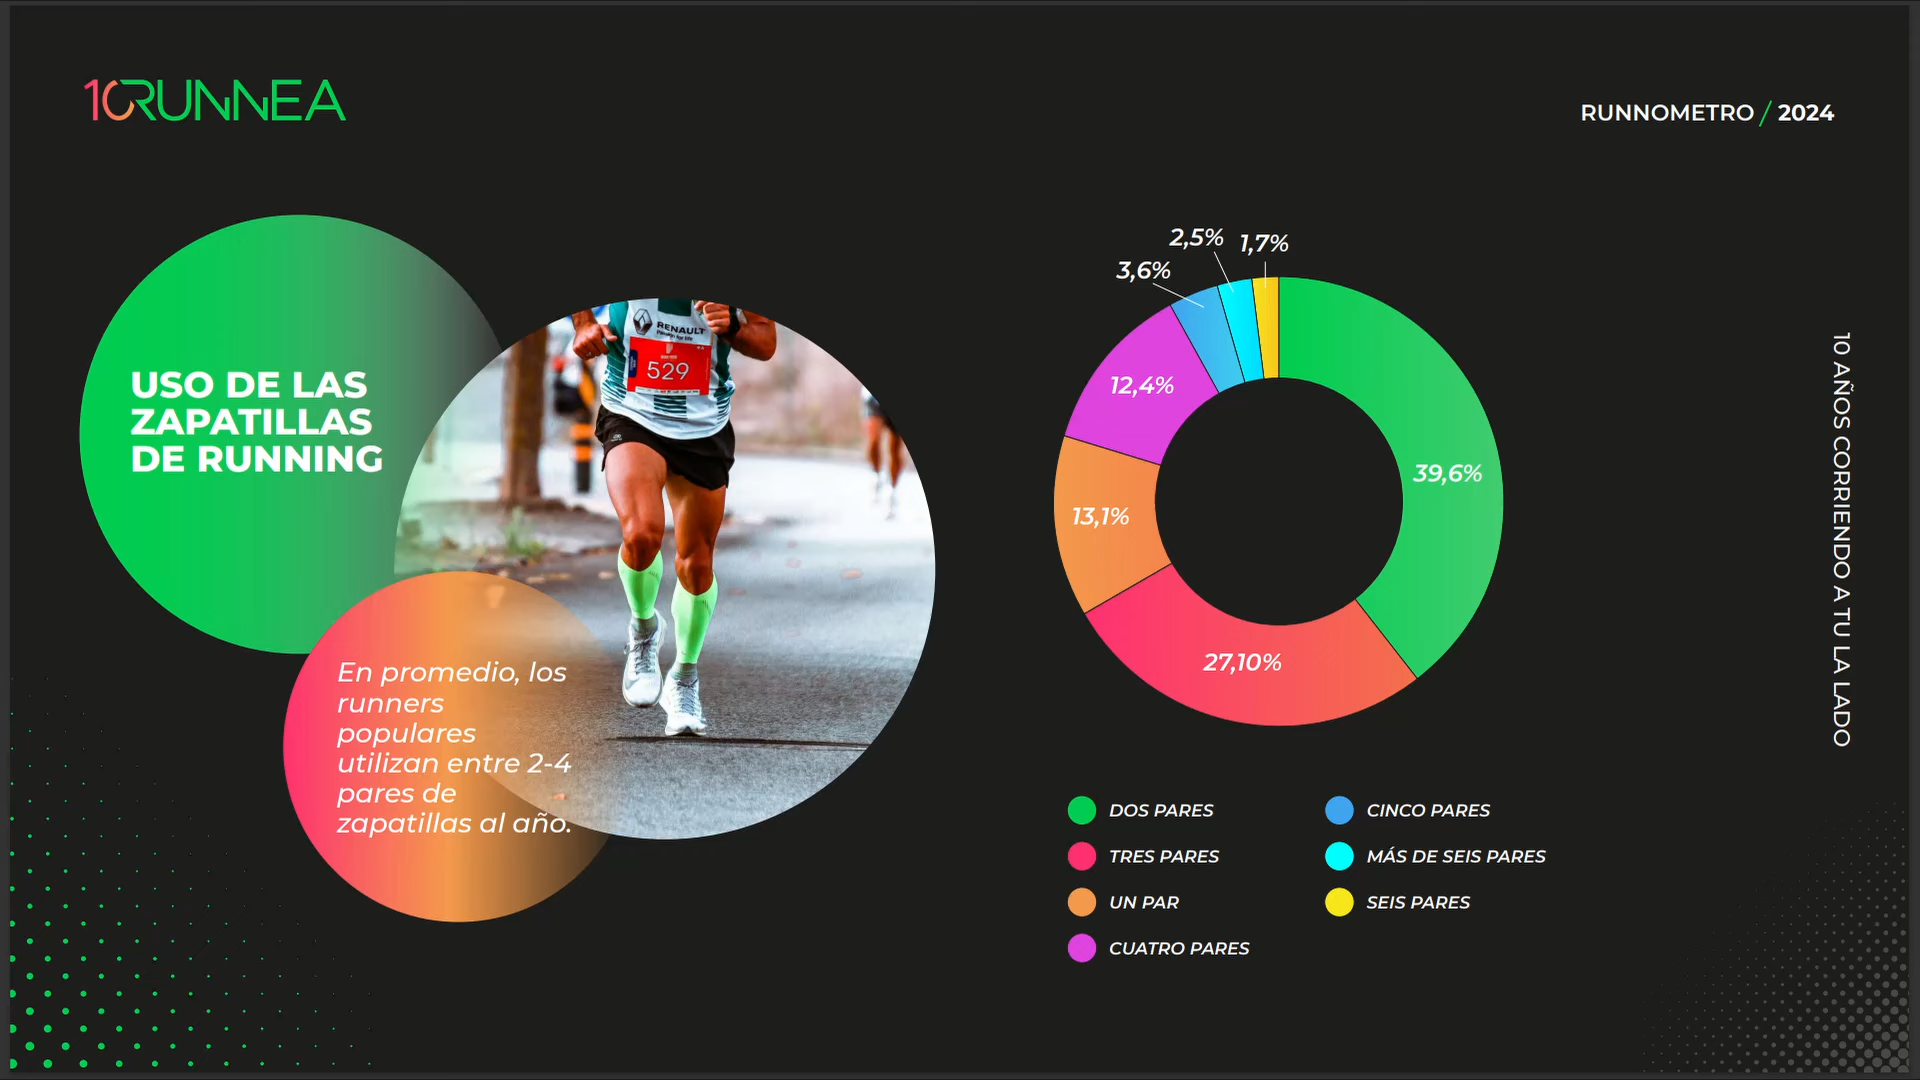 10RUNNEA
RUNNOMETRO / 2024
USO DE LAS
ZAPATILLAS
DE RUNNING
RENAULT
Passion for life
529
En promedio, los
runners
populares
utilizan entre 2-4
pares de
zapatillas al año.
2,5%
1,7%
3,6%
12,4%
39,6%
13,1%
27,10%
DOS PARES
TRES PARES
UN PAR
CUATRO PARES
CINCO PARES
MÁS DE SEIS PARES
SEIS PARES
10 AÑOS CORRIENDO A TU LA LADO